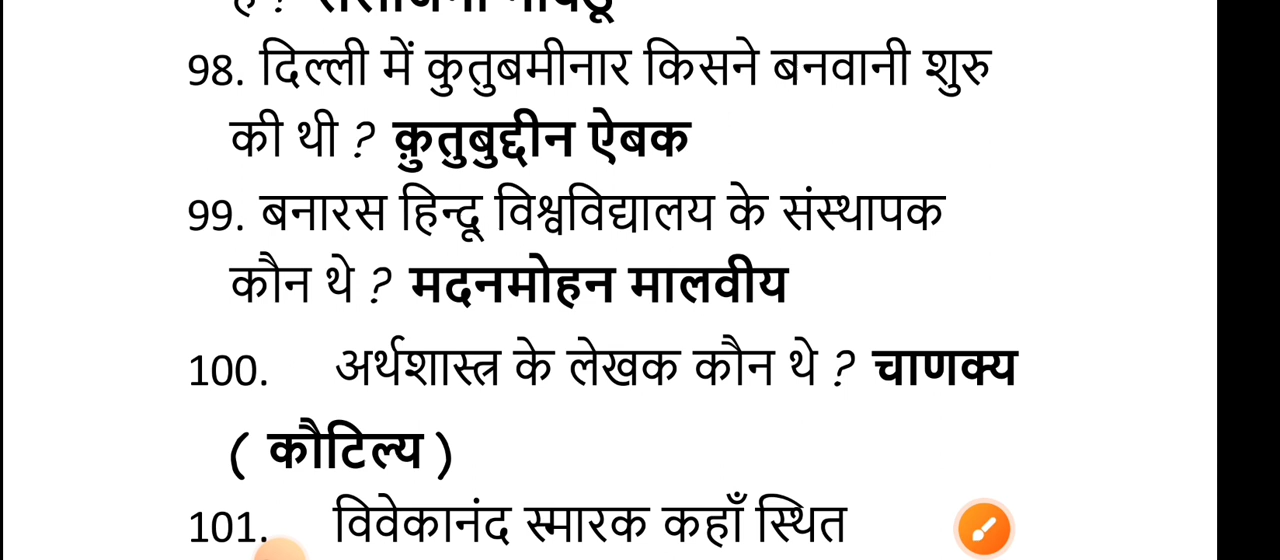 98. दिल्ली में कुतुबमीनार किसने बनवानी शुरु
की थी ? क़ुतुबुद्दीन ऐबक
99. बनारस हिन्दू विश्वविद्यालय के संस्थापक
कौन थे ? मदनमोहन मालवीय
100. अर्थशास्त्र के लेखक कौन थे ? चाणक्य
( कौटिल्य )
101. विवेकानंद स्मारक कहाँ स्थित